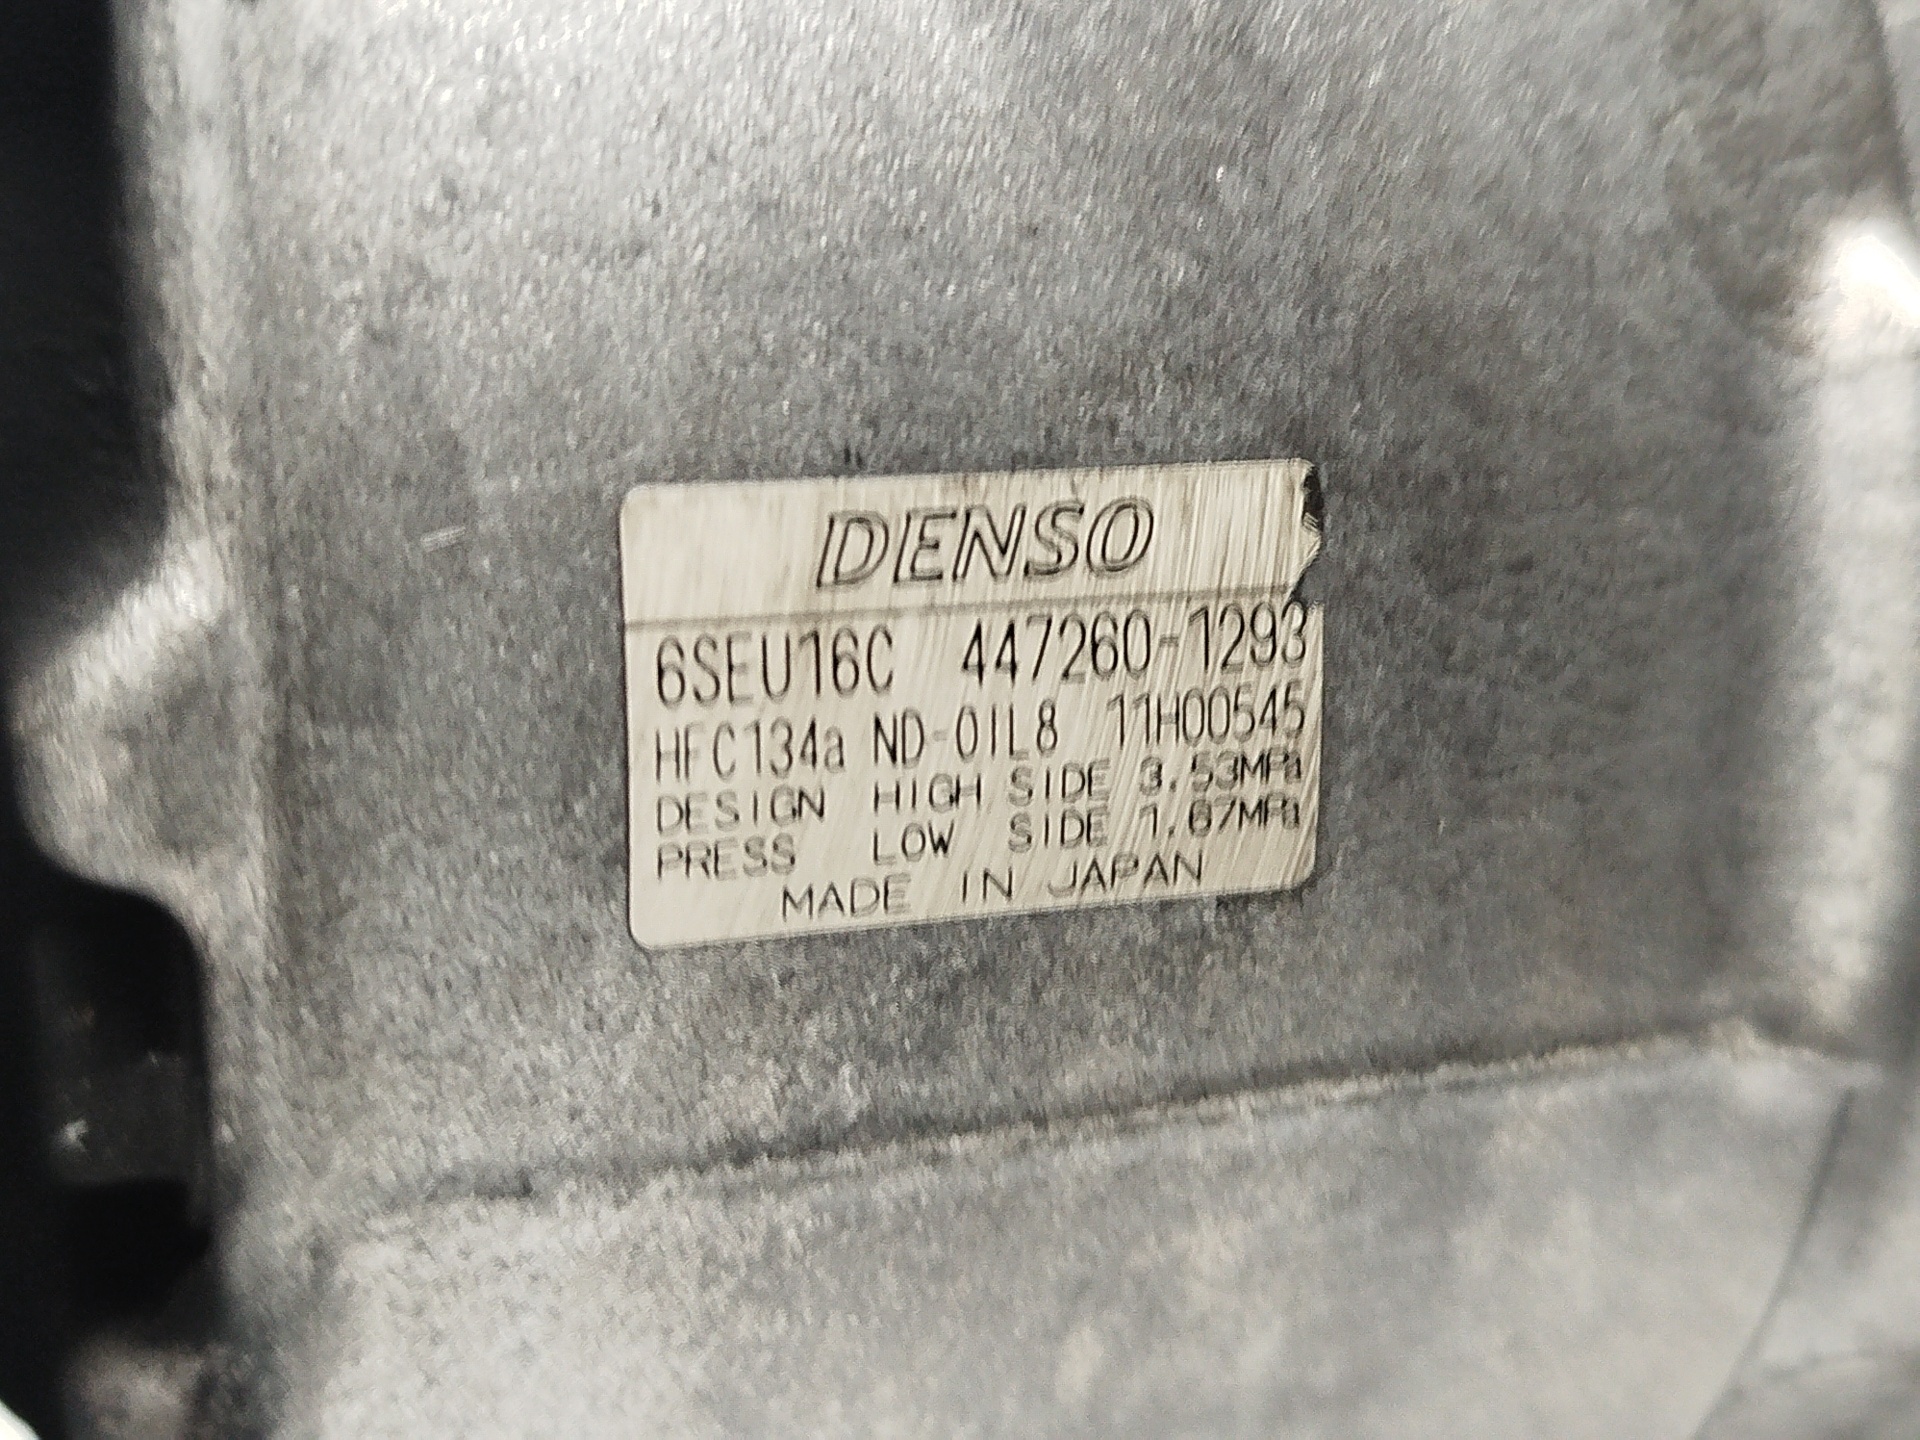 DENSO
6SEU16C 447260-1293
HFC134a ND-OIL8 11H00545
DESIGN HIGH SIDE 3.53MPa
PRESS LOW SIDE 1.67MPa
MADE IN JAPAN